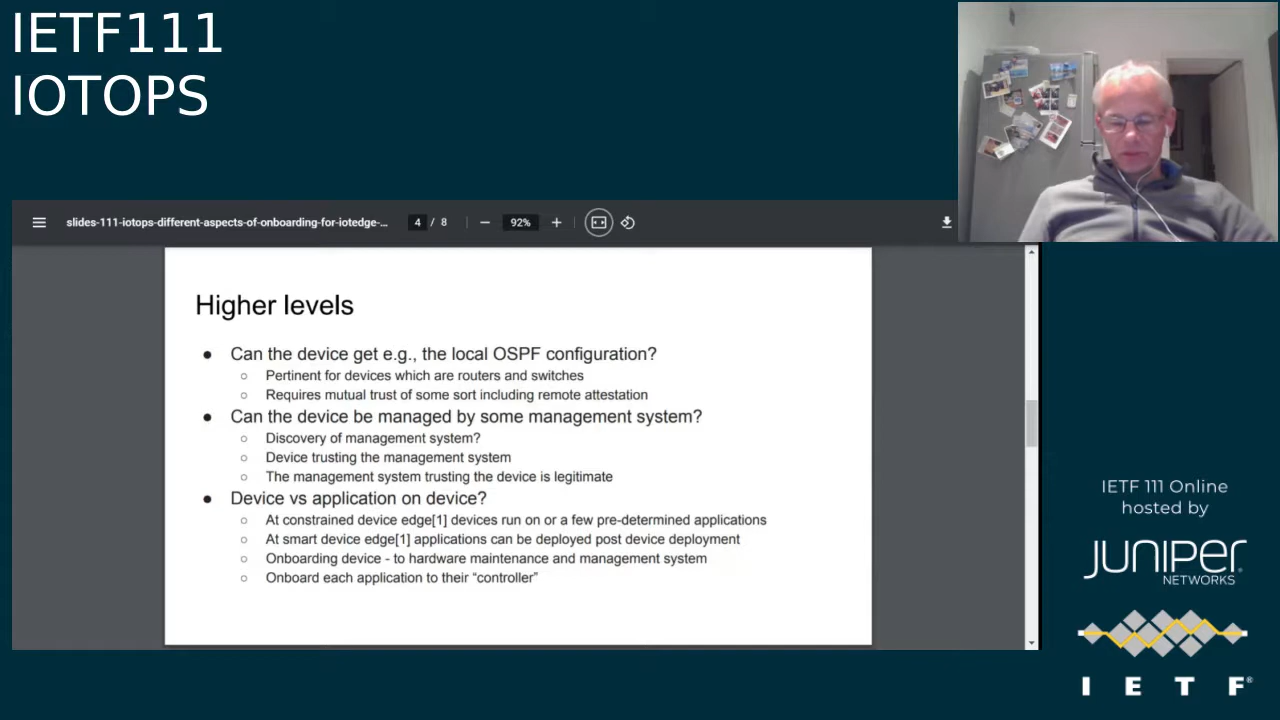 IETF111
IOTOPS
slides-111-iotops-different-aspects-of-onboarding-for-iotedge-...
4 / 8
92%
Higher levels
● Can the device get e.g., the local OSPF configuration?
○ Pertinent for devices which are routers and switches
○ Requires mutual trust of some sort including remote attestation
● Can the device be managed by some management system?
○ Discovery of management system?
○ Device trusting the management system
○ The management system trusting the device is legitimate
● Device vs application on device?
○ At constrained device edge[1] devices run on or a few pre-determined applications
○ At smart device edge[1] applications can be deployed post device deployment
○ Onboarding device - to hardware maintenance and management system
○ Onboard each application to their “controller”
IETF 111 Online
hosted by
JUNIPER
NETWORKS
I E T F®